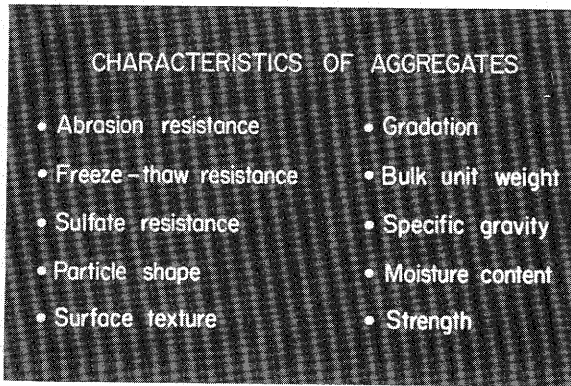 CHARACTERISTICS OF AGGREGATES
• Abrasion resistance
• Freeze-thaw resistance
• Sulfate resistance
• Particle shape
• Surface texture
• Gradation
• Bulk unit weight
• Specific gravity
• Moisture content
• Strength